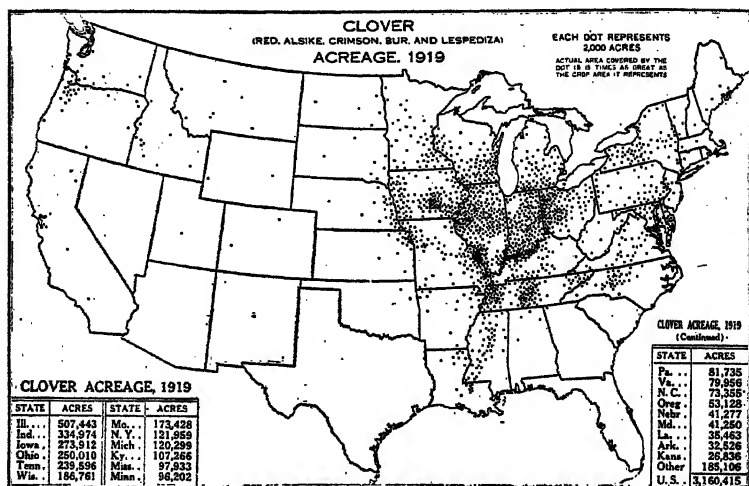 CLOVER
(RED, ALSIKE, CRIMSON, BUR, AND LESPEDIZA)
ACREAGE, 1919
EACH DOT REPRESENTS
2,000 ACRES
ACTUAL AREA COVERED BY THE
DOT IS TIMES AS GREAT AS
THE CROP AREA IT REPRESENTS
CLOVER ACREAGE, 1919
STATE ACRES STATE ACRES
Ill.... 507,443 Mo... 173,428
Ind... 334,974 N. Y.. 121,959
Iowa.. 273,912 Mich.. 120,299
Ohio.. 250,010 Ky... 107,266
Tenn.. 239,596 Miss.. 97,933
Wis... 186,761 Minn.. 96,202
CLOVER ACREAGE, 1919
(Continued)
STATE ACRES
Pa... 81,735
Va... 79,956
N. C.. 73,355
Oreg.. 53,128
Nebr.. 41,277
Md... 41,250
La... 35,463
Ark.. 32,526
Kans.. 26,836
Other 185,106
U. S.. 3,160,415